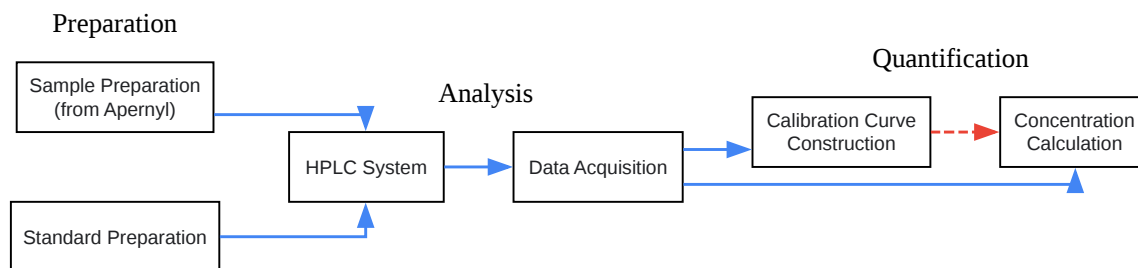 Preparation
Sample Preparation
(from Apernyl)
Standard Preparation
Analysis
HPLC System
Data Acquisition
Quantification
Calibration Curve
Construction
Concentration
Calculation